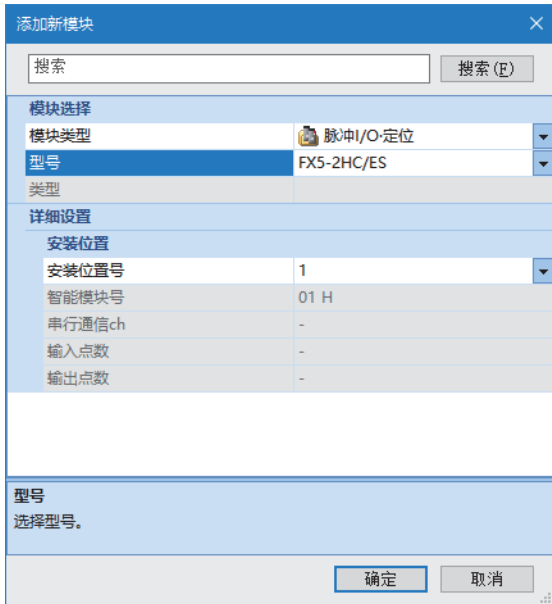 添加新模块
搜索
搜索(F)
模块选择
模块类型 脉冲I/O·定位
型号 FX5-2HC/ES
类型
详细设置
安装位置
安装位置号 1
智能模块号 01 H
串行通信ch -
输入点数 -
输出点数 -
型号
选择型号。
确定 取消